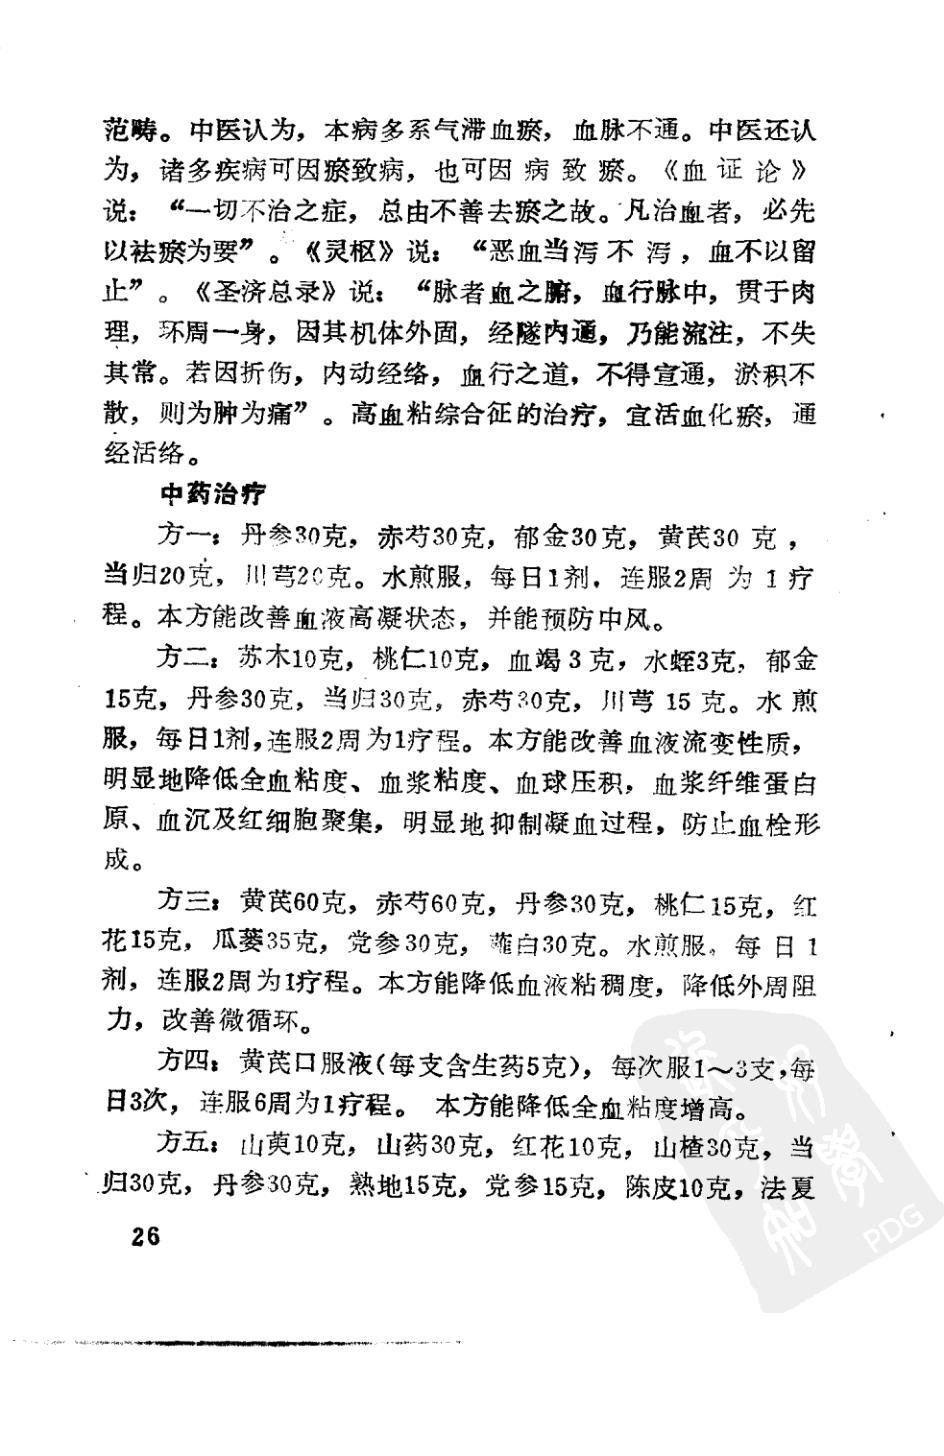 范畴。中医认为，本病多系气滞血瘀，血脉不通。中医还认
为，诸多疾病可因瘀致病，也可因病致瘀。《血证论》
说：“一切不治之症，总由不善去瘀之故。凡治血者，必先
以祛瘀为要”。《灵枢》说：“恶血当泻不泻，血不以留
止”。《圣济总录》说：“脉者血之腑，血行脉中，贯于肉
理，环周一身，因其机体外固，经隧内通，乃能流注，不失
其常。若因折伤，内动经络，血行之道，不得宣通，淤积不
散，则为肿为痛”。高血粘综合征的治疗，宜活血化瘀，通
经活络。
中药治疗
方一：丹参30克，赤芍30克，郁金30克，黄芪30克，
当归20克，川芎20克。水煎服，每日1剂．连服2周为1疗
程。本方能改善血液高凝状态，并能预防中风。
方二：苏木10克，桃仁10克，血竭3克，水蛭3克，郁金
15克，丹参30克，当归30克，赤芍30克，川芎15克。水煎
服，每日1剂，连服2周为1疗程。本方能改善血液流变性质，
明显地降低全血粘度、血浆粘度、血球压积，血浆纤维蛋白
原、血沉及红细胞聚集，明显地抑制凝血过程，防止血栓形
成。
方三：黄芪60克，赤芍60克，丹参30克，桃仁15克，红
花15克，瓜蒌35克，党参30克，薤白30克。水煎服。每日1
剂，连服2周为1疗程。本方能降低血液粘稠度，降低外周阻
力，改善微循环。
方四：黄芪口服液(每支含生药5克)，每次服1～3支，每
日3次，连服6周为1疗程。本方能降低全血粘度增高。
方五：山萸10克，山药30克，红花10克，山楂30克，当
归30克，丹参30克，熟地15克，党参15克，陈皮10克，法夏
26
PDG